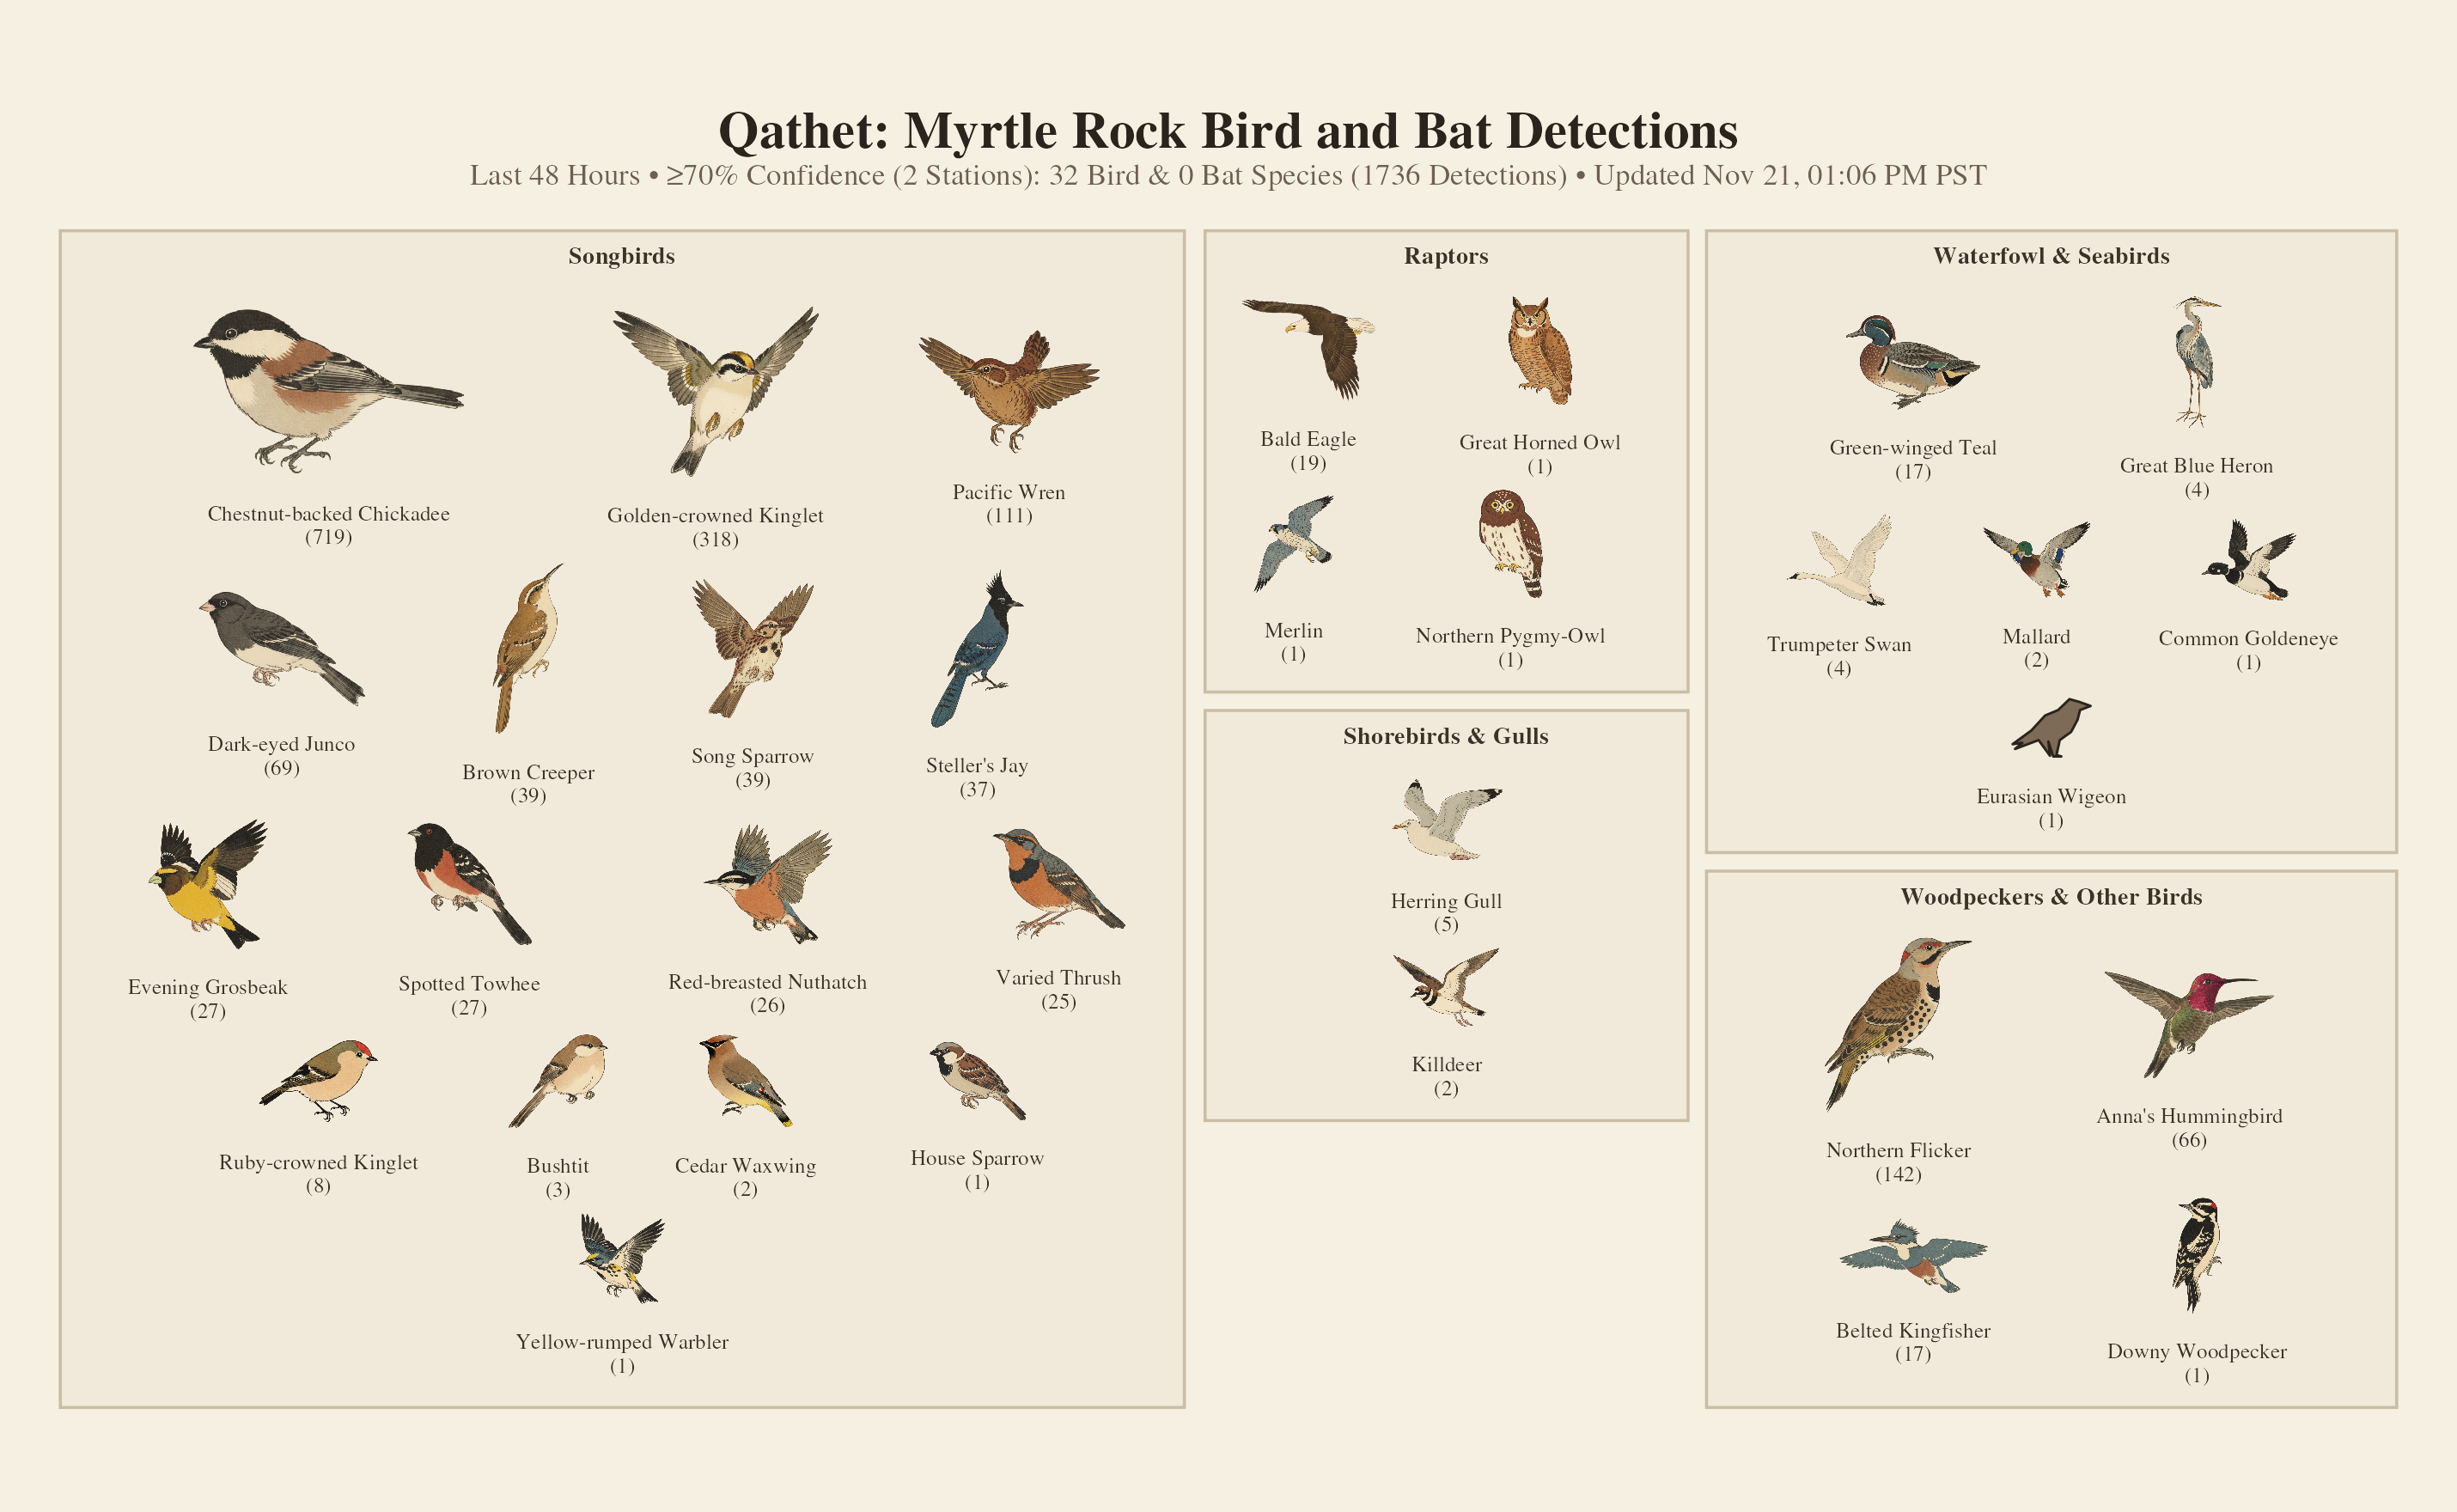 Qathet: Myrtle Rock Bird and Bat Detections
Last 48 Hours • ≥70% Confidence (2 Stations): 32 Bird & 0 Bat Species (1736 Detections) • Updated Nov 21, 01:06 PM PST
Songbirds
Chestnut-backed Chickadee
(719)
Golden-crowned Kinglet
(318)
Pacific Wren
(111)
Dark-eyed Junco
(69)
Brown Creeper
(39)
Song Sparrow
(39)
Steller's Jay
(37)
Evening Grosbeak
(27)
Spotted Towhee
(27)
Red-breasted Nuthatch
(26)
Varied Thrush
(25)
Ruby-crowned Kinglet
(8)
Bushtit
(3)
Cedar Waxwing
(2)
House Sparrow
(1)
Yellow-rumped Warbler
(1)
Raptors
Bald Eagle
(19)
Great Horned Owl
(1)
Merlin
(1)
Northern Pygmy-Owl
(1)
Shorebirds & Gulls
Herring Gull
(5)
Killdeer
(2)
Waterfowl & Seabirds
Green-winged Teal
(17)
Great Blue Heron
(4)
Trumpeter Swan
(4)
Mallard
(2)
Common Goldeneye
(1)
Eurasian Wigeon
(1)
Woodpeckers & Other Birds
Northern Flicker
(142)
Anna's Hummingbird
(66)
Belted Kingfisher
(17)
Downy Woodpecker
(1)